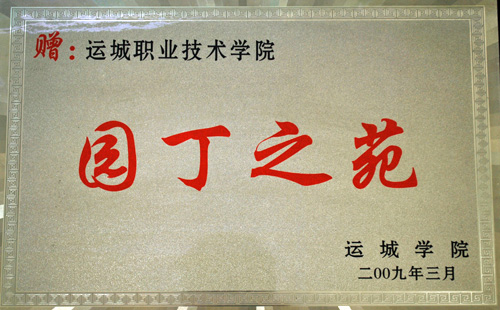 赠：运城职业技术学院
园丁之苑
运城学院
二00九年三月